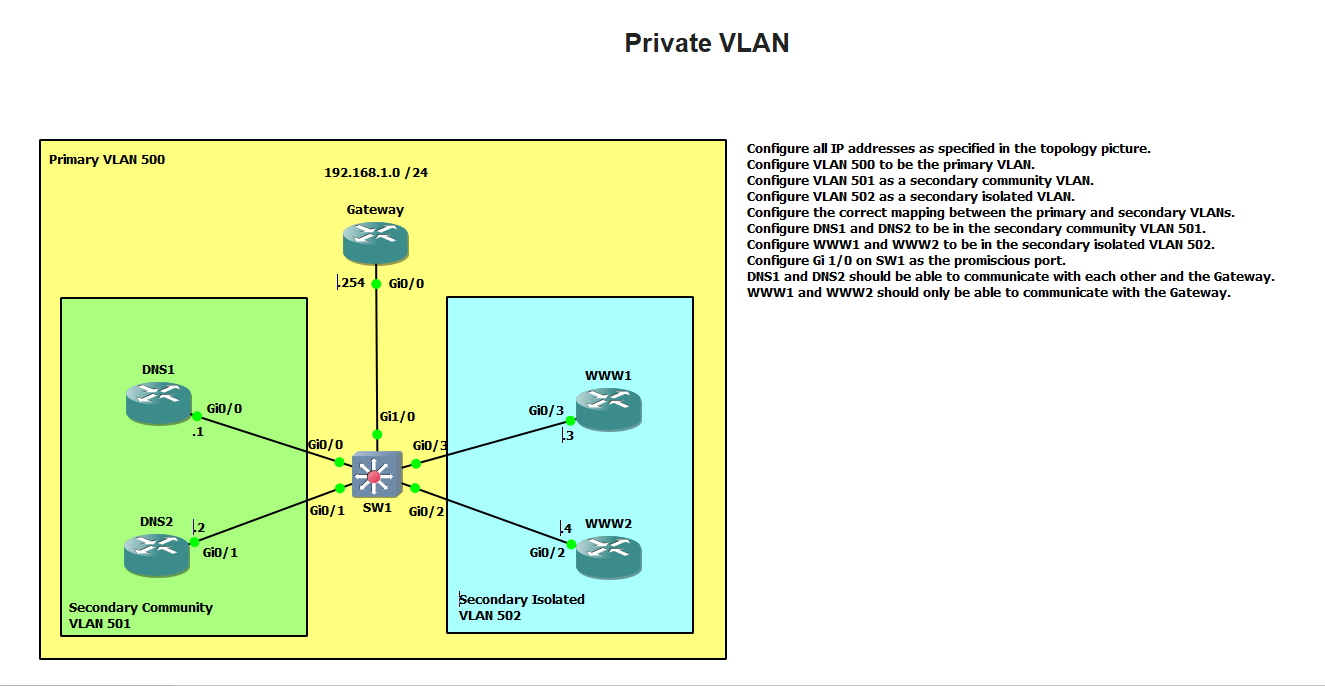 Private VLAN
Primary VLAN 500
192.168.1.0 /24
Gateway
.254
Gi0/0
Configure all IP addresses as specified in the topology picture.
Configure VLAN 500 to be the primary VLAN.
Configure VLAN 501 as a secondary community VLAN.
Configure VLAN 502 as a secondary isolated VLAN.
Configure the correct mapping between the primary and secondary VLANs.
Configure DNS1 and DNS2 to be in the secondary community VLAN 501.
Configure WWW1 and WWW2 to be in the secondary isolated VLAN 502.
Configure Gi 1/0 on SW1 as the promiscious port.
DNS1 and DNS2 should be able to communicate with each other and the Gateway.
WWW1 and WWW2 should only be able to communicate with the Gateway.
DNS1
Gi0/0
.1
Gi1/0
Gi0/0
Gi0/3
WWW1
Gi0/3
.3
DNS2
.2
Gi0/1
Gi0/1
SW1
Gi0/2
.4
WWW2
Gi0/2
Secondary Community
VLAN 501
Secondary Isolated
VLAN 502